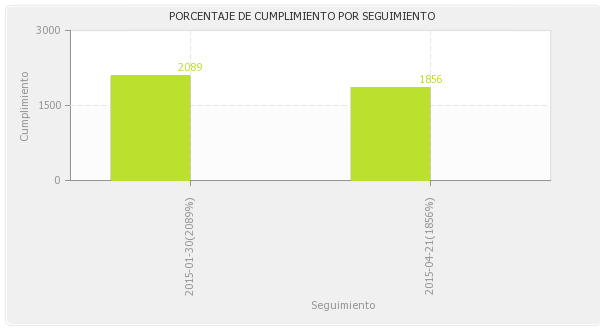 PORCENTAJE DE CUMPLIMIENTO POR SEGUIMIENTO
3000
2089
1856
1500
Cumplimiento
0
2015-01-30(2089%)
2015-04-21(1856%)
Seguimiento